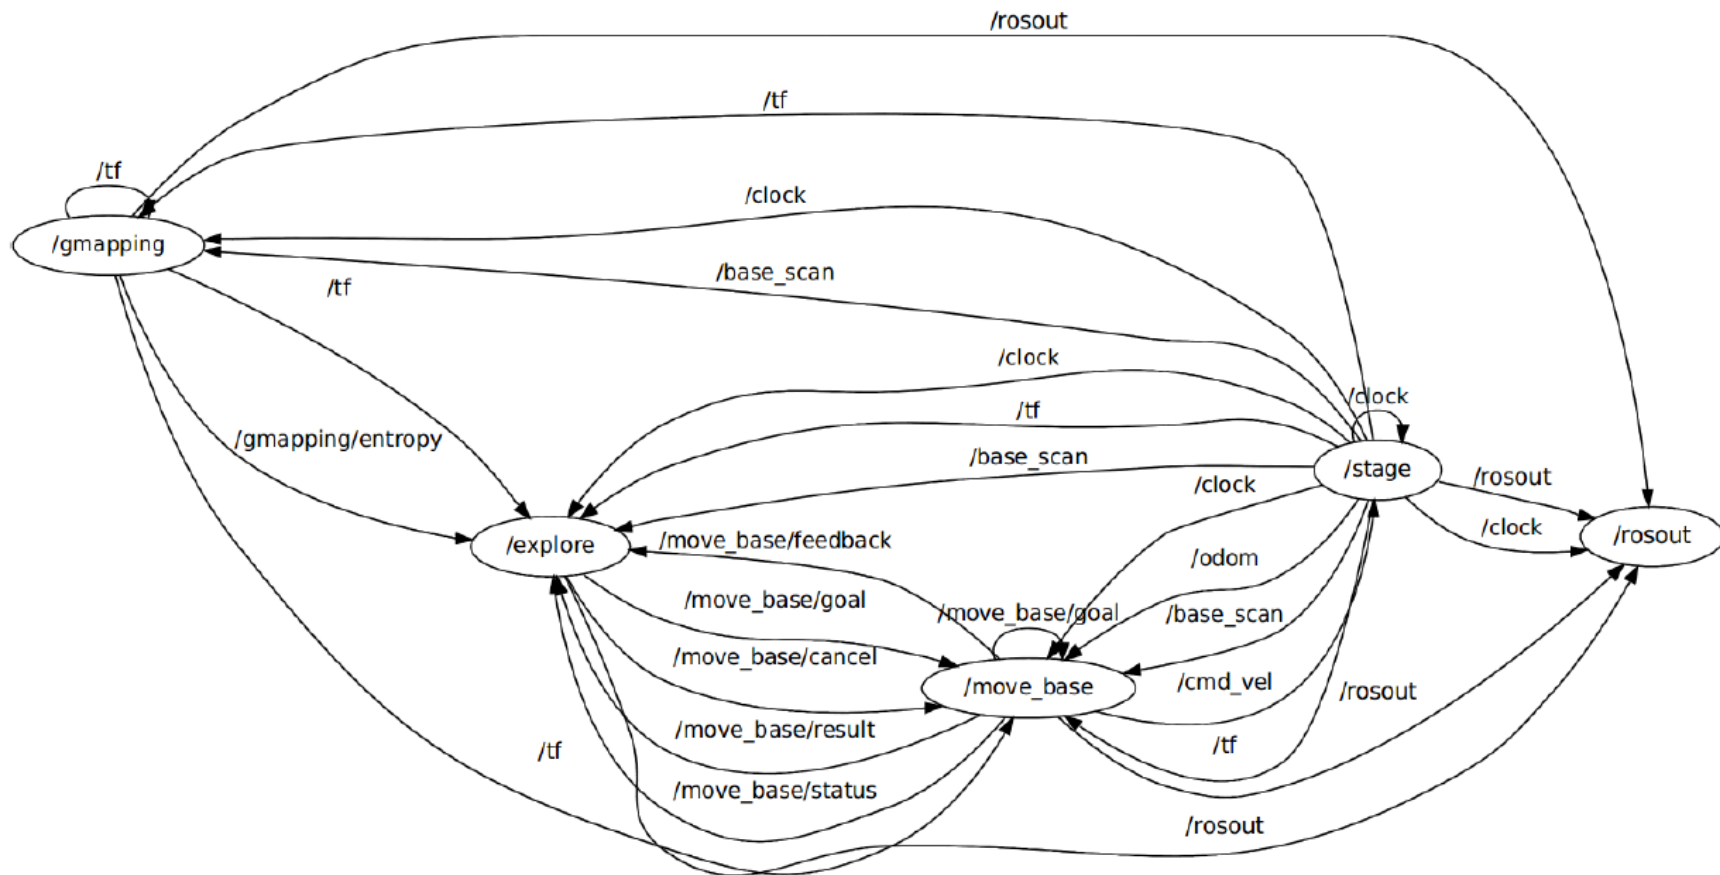 /rosout
/tf
/tf
/clock
/gmapping
/base_scan
/tf
/clock
/clock
/tf
/gmapping/entropy
/base_scan
/stage
/rosout
/clock
/clock
/rosout
/explore
/move_base/feedback
/odom
/move_base/goal
/move_base/goal
/base_scan
/move_base/cancel
/move_base
/cmd_vel
/rosout
/move_base/result
/tf
/tf
/move_base/status
/rosout